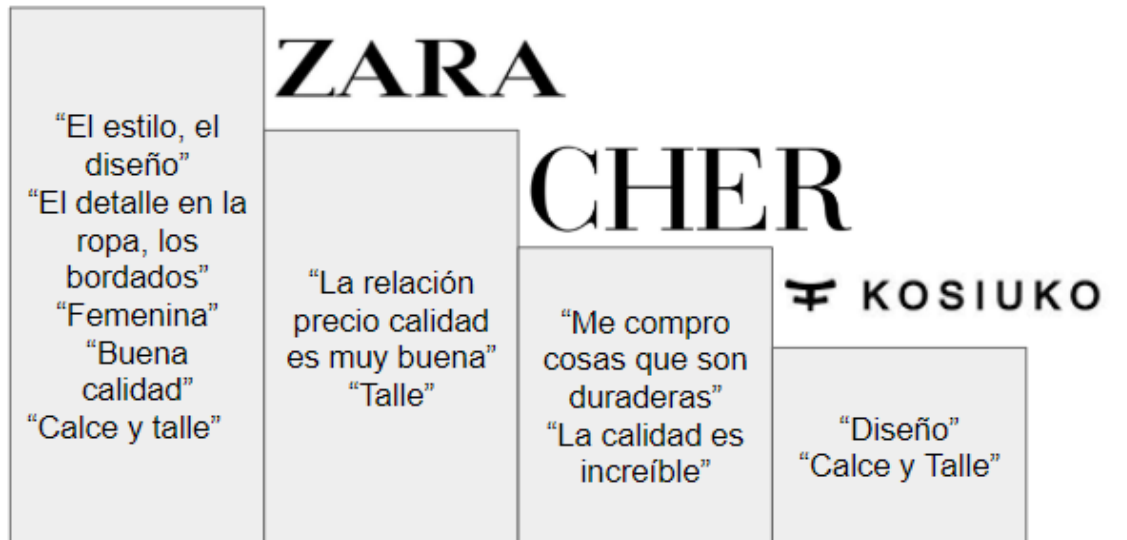 “El estilo, el
diseño”
“El detalle en la
ropa, los
bordados”
“Femenina”
“Buena
calidad”
“Calce y talle”
ZARA
“La relación
precio calidad
es muy buena”
“Talle”
CHER
“Me compro
cosas que son
duraderas”
“La calidad es
increíble”
KOSIUKO
“Diseño”
“Calce y Talle”